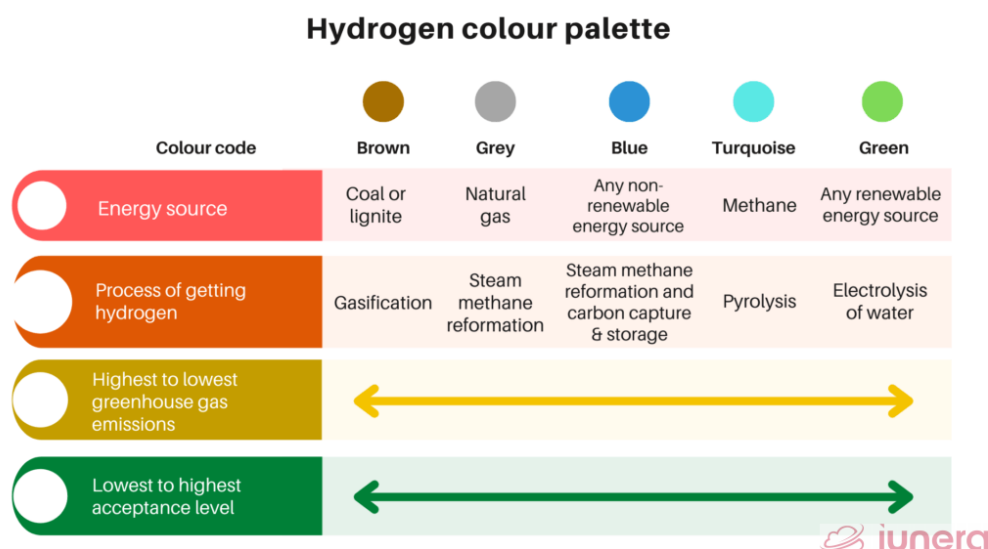 Hydrogen colour palette
Colour code
Brown
Grey
Blue
Turquoise
Green
Energy source
Coal or
lignite
Natural
gas
Any non-
renewable
energy source
Methane
Any renewable
energy source
Process of getting
hydrogen
Gasification
Steam
methane
reformation
Steam methane
reformation and
carbon capture
& storage
Pyrolysis
Electrolysis
of water
Highest to lowest
greenhouse gas
emissions
Lowest to highest
acceptance level
iunera